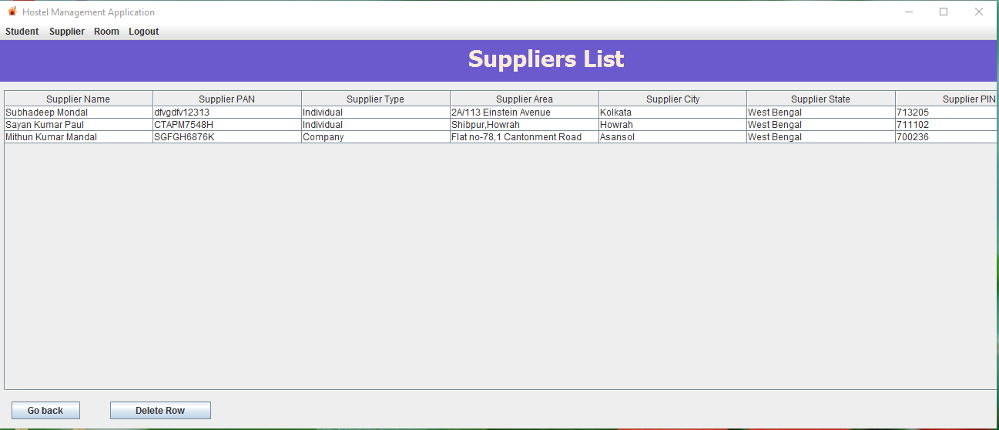 Hostel Management Application
Student Supplier Room Logout
Suppliers List
Supplier Name Supplier PAN Supplier Type Supplier Area Supplier City Supplier State Supplier PIN
Subhadeep Mondal dfvgdfv12313 Individual 2A/113 Einstein Avenue Kolkata West Bengal 713205
Sayan Kumar Paul CTAPM7548H Individual Shibpur,Howrah Howrah West Bengal 711102
Mithun Kumar Mandal SGFGH6876K Company Flat no-78,1 Cantonment Road Asansol West Bengal 700236
Go back Delete Row